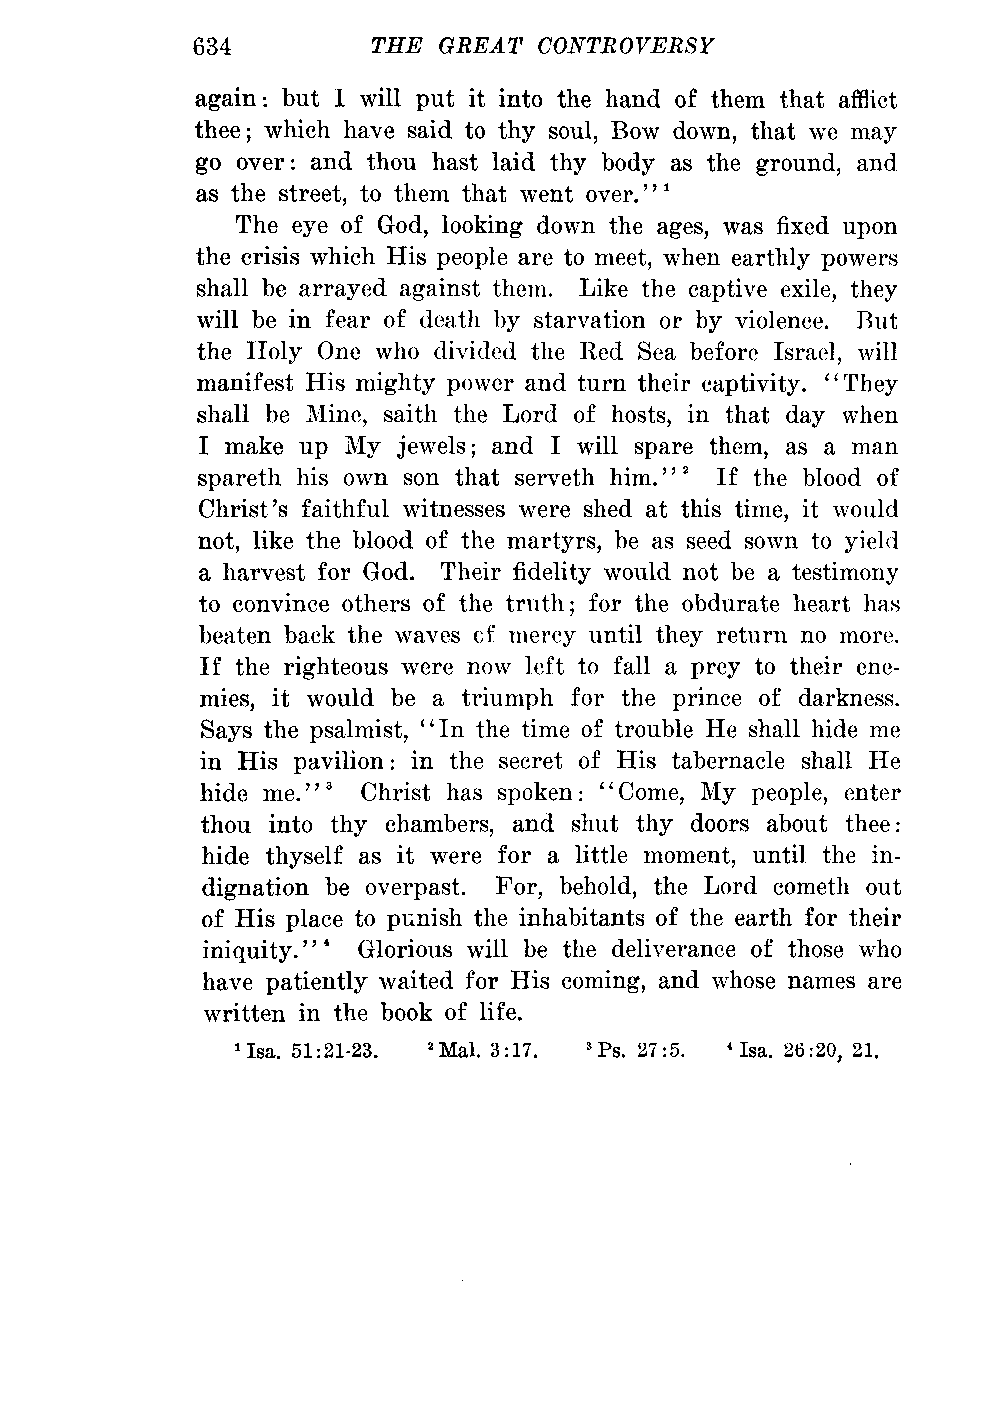 634 THE GREAT CONTROVERSY
again: but I will put it into the hand of them that afflict
thee; which have said to thy soul, Bow down, that we may
go over: and thou hast laid thy body as the ground, and
as the street, to them that went over.''¹
The eye of God, looking down the ages, was fixed upon
the crisis which His people are to meet, when earthly powers
shall be arrayed against them. Like the captive exile, they
will be in fear of death by starvation or by violence. But
the Holy One who divided the Red Sea before Israel, will
manifest His mighty power and turn their captivity. ''They
shall be Mine, saith the Lord of hosts, in that day when
I make up My jewels; and I will spare them, as a man
spareth his own son that serveth him.''² If the blood of
Christ's faithful witnesses were shed at this time, it would
not, like the blood of the martyrs, be as seed sown to yield
a harvest for God. Their fidelity would not be a testimony
to convince others of the truth; for the obdurate heart has
beaten back the waves of mercy until they return no more.
If the righteous were now left to fall a prey to their ene-
mies, it would be a triumph for the prince of darkness.
Says the psalmist, ''In the time of trouble He shall hide me
in His pavilion: in the secret of His tabernacle shall He
hide me.''³ Christ has spoken: ''Come, My people, enter
thou into thy chambers, and shut thy doors about thee:
hide thyself as it were for a little moment, until the in-
dignation be overpast. For, behold, the Lord cometh out
of His place to punish the inhabitants of the earth for their
iniquity.''⁴ Glorious will be the deliverance of those who
have patiently waited for His coming, and whose names are
written in the book of life.
¹ Isa. 51:21-23. ² Mal. 3:17. ³ Ps. 27:5. ⁴ Isa. 26:20, 21.